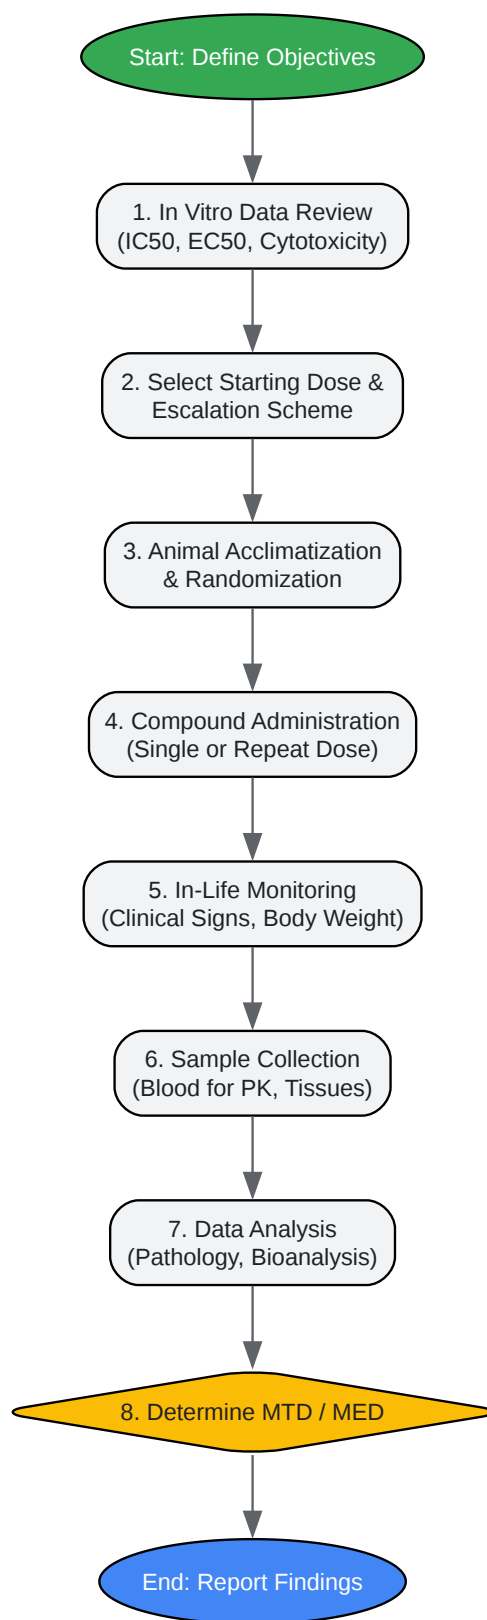 Start: Define Objectives
1. In Vitro Data Review
(IC50, EC50, Cytotoxicity)
2. Select Starting Dose &
Escalation Scheme
3. Animal Acclimatization
& Randomization
4. Compound Administration
(Single or Repeat Dose)
5. In-Life Monitoring
(Clinical Signs, Body Weight)
6. Sample Collection
(Blood for PK, Tissues)
7. Data Analysis
(Pathology, Bioanalysis)
8. Determine MTD / MED
End: Report Findings